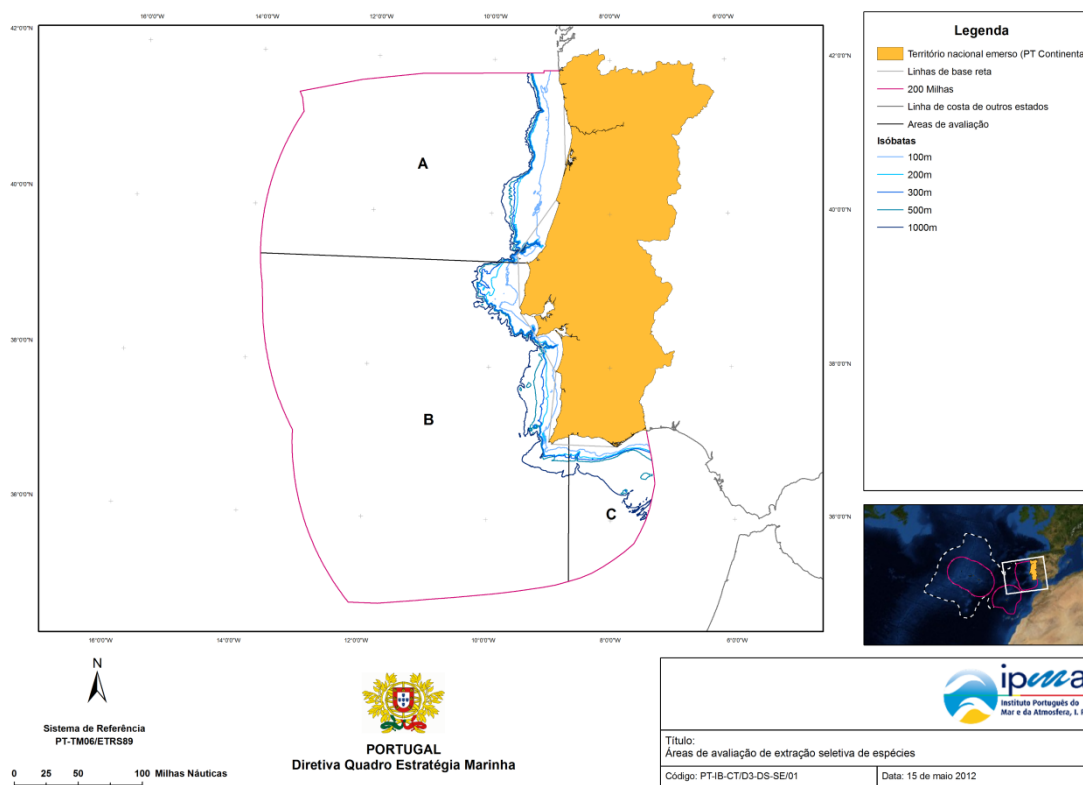 16°0'0"W
14°0'0"W
12°0'0"W
10°0'0"W
8°0'0"W
6°0'0"W
42°0'0"N
42°0'0"N
40°0'0"N
40°0'0"N
38°0'0"N
38°0'0"N
36°0'0"N
36°0'0"N
A
B
C
16°0'0"W
14°0'0"W
12°0'0"W
10°0'0"W
8°0'0"W
6°0'0"W
Legenda
Território nacional emerso (PT Continenta
Linhas de base reta
200 Milhas
Linha de costa de outros estados
Areas de avaliação
Isóbatas
100m
200m
300m
500m
1000m
N
Sistema de Referência
PT-TM06/ETRS89
0 25 50 100 Milhas Náuticas
PORTUGAL
Diretiva Quadro Estratégia Marinha
ipma
Instituto Português do
Mar e da Atmosfera, I. P
Título:
Áreas de avaliação de extração seletiva de espécies
Código: PT-IB-CT/D3-DS-SE/01
Data: 15 de maio 2012